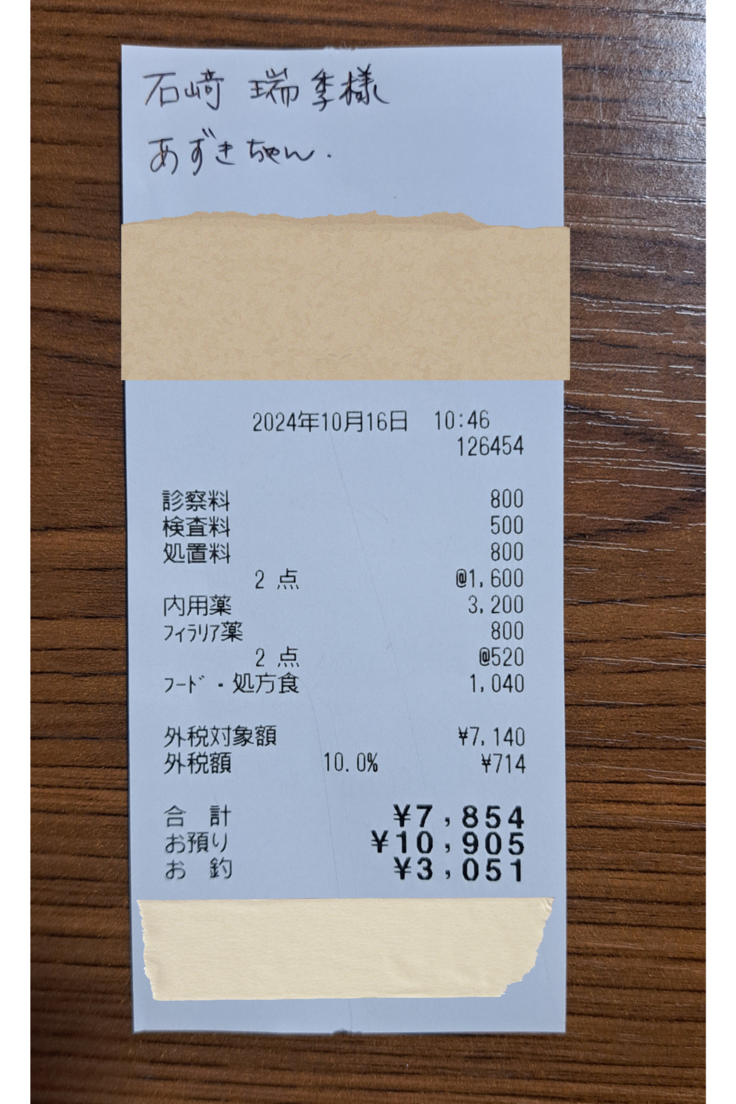 石﨑 瑞季様
あずきちゃん.
2024年10月16日 10:46
126454
診察料 800
検査料 500
処置料 800
2 点 @1,600
内用薬 3,200
フィラリア薬 800
2 点 @520
フード・処方食 1,040
外税対象額 ¥7,140
外税額 10.0% ¥714
合 計 ¥7,854
お預り ¥10,905
お 釣 ¥3,051